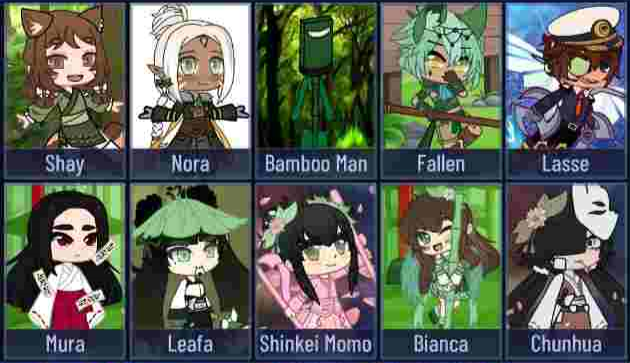 Shay
Nora
Bamboo Man
Fallen
Lasse
Mura
Leafa
Shinkei Momo
Bianca
Chunhua